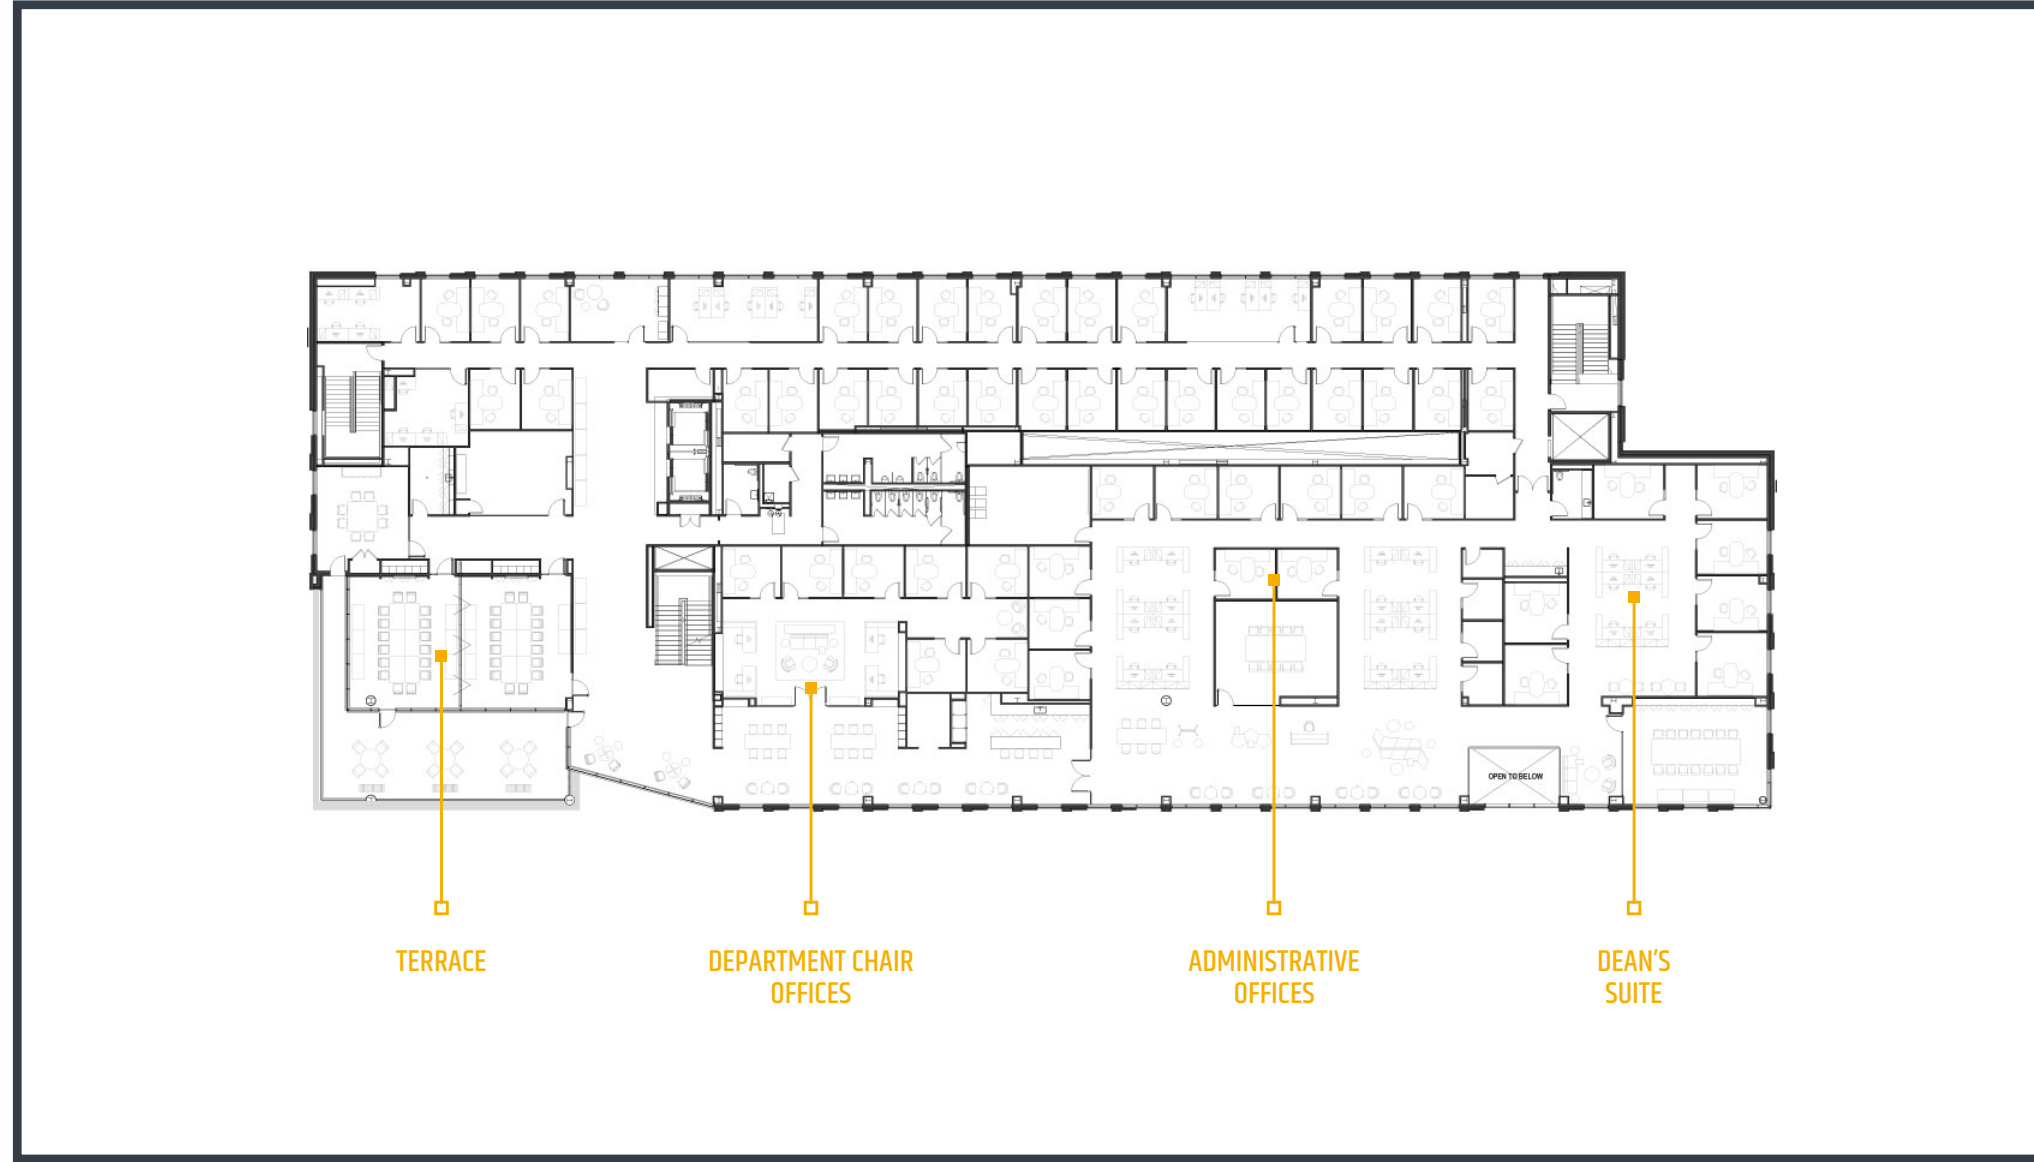 OPEN TO BELOW
TERRACE
DEPARTMENT CHAIR
OFFICES
ADMINISTRATIVE
OFFICES
DEAN'S
SUITE